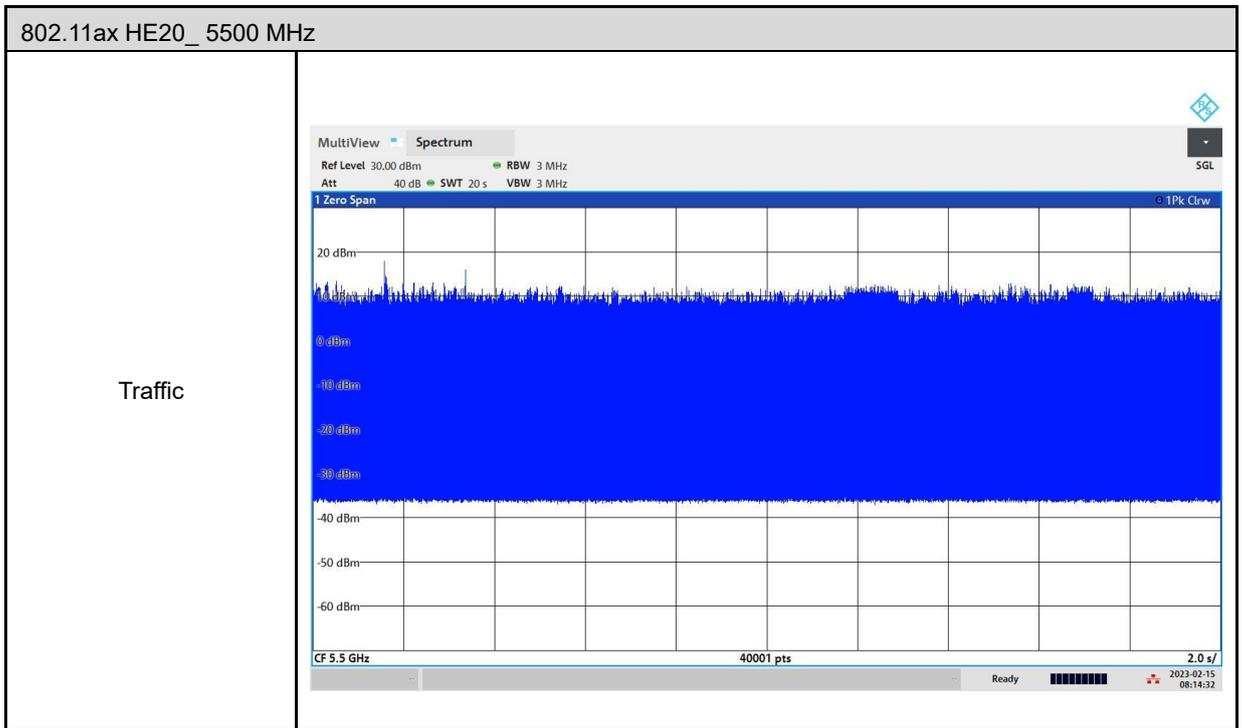 802.11ax HE20_ 5500 MHz
Traffic
R&S
MultiView Spectrum
Ref Level 30.00 dBm RBW 3 MHz SGL
Att 40 dB SWT 20 s VBW 3 MHz
1 Zero Span 1Pk Clrw
20 dBm
10 dBm
0 dBm
-10 dBm
-20 dBm
-30 dBm
-40 dBm
-50 dBm
-60 dBm
CF 5.5 GHz 40001 pts 2.0 s/
Ready 2023-02-15
08:14:32